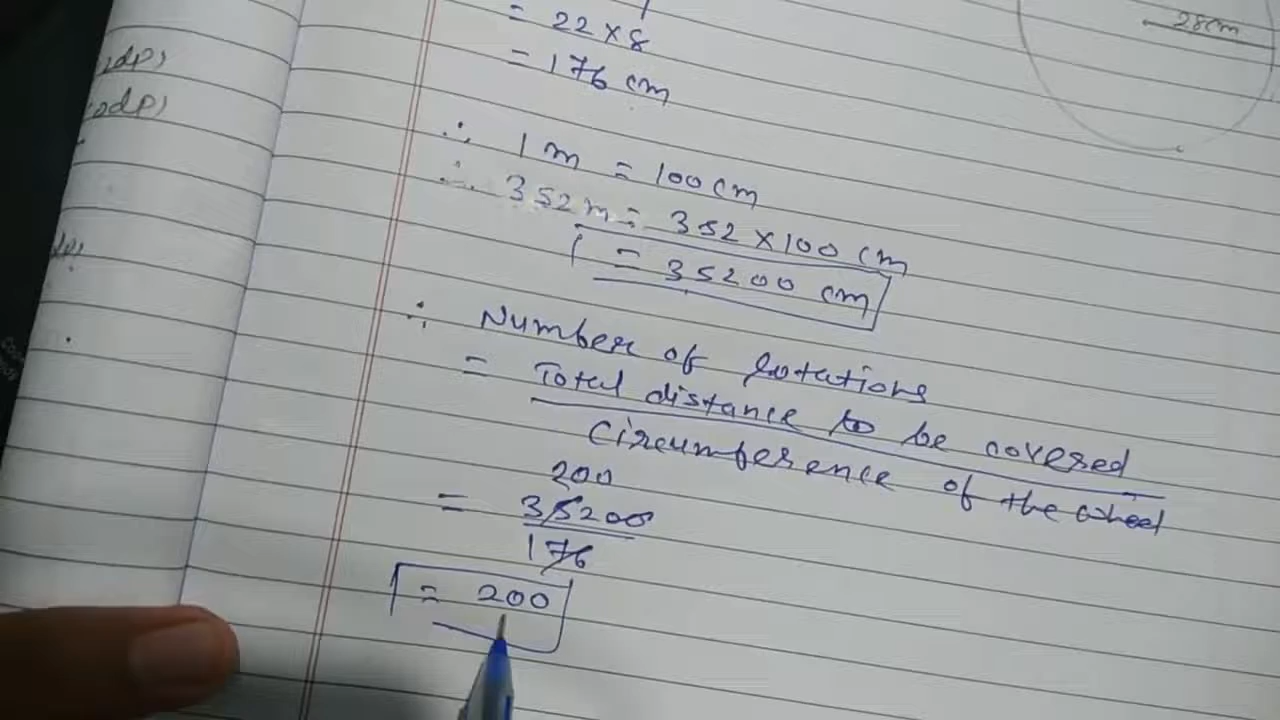 = 22 × 8
28cm
= 176 cm
∴ 1 m = 100 cm
∴ 352 m = 352 × 100 cm
= 35200 cm
∴ Number of rotations
= Total distance to be covered
Circumference of the wheel
200
= 35200
176
= 200